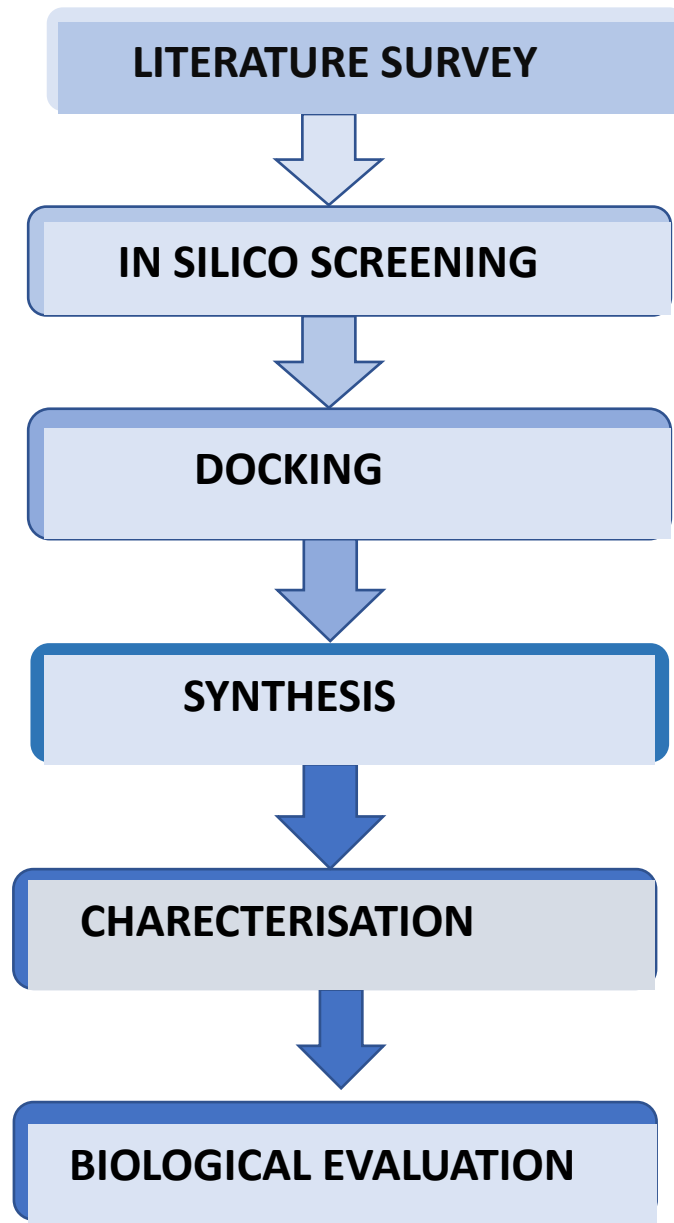 LITERATURE SURVEY
IN SILICO SCREENING
DOCKING
SYNTHESIS
CHARECTERISATION
BIOLOGICAL EVALUATION